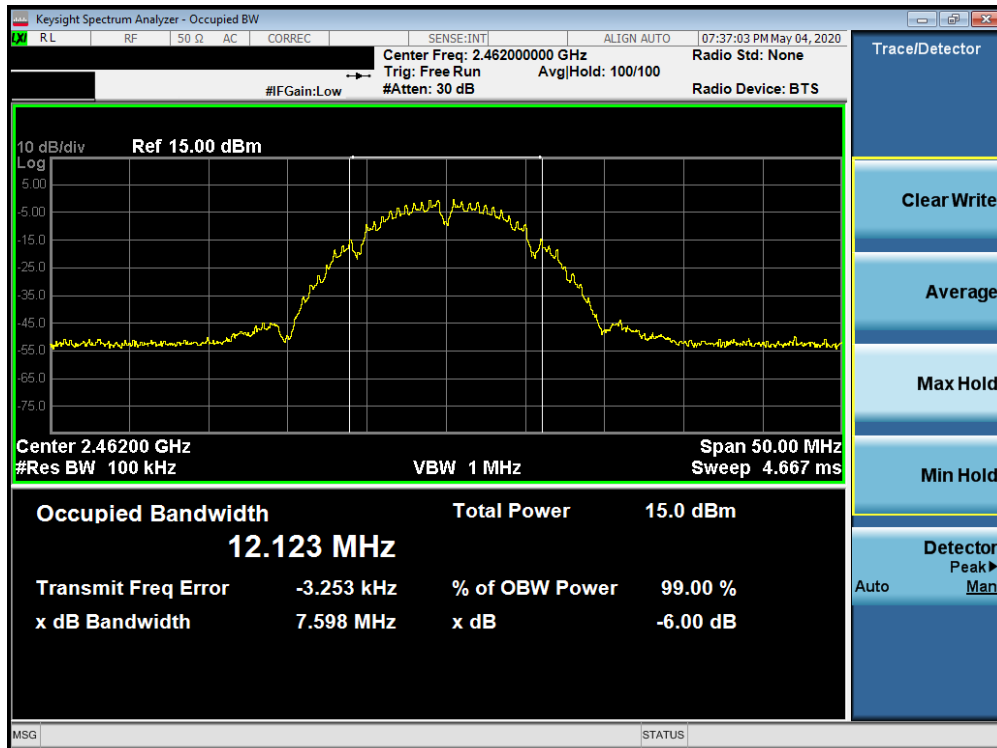 Keysight Spectrum Analyzer - Occupied BW
LXI RL RF 50 Ω AC CORREC SENSE:INT ALIGN AUTO 07:37:03 PM May 04, 2020
Center Freq: 2.462000000 GHz Radio Std: None
Trig: Free Run Avg|Hold: 100/100
#IFGain:Low #Atten: 30 dB Radio Device: BTS
10 dB/div Ref 15.00 dBm
Log
5.00
-5.00
-15.0
-25.0
-35.0
-45.0
-55.0
-65.0
-75.0
Center 2.46200 GHz Span 50.00 MHz
#Res BW 100 kHz VBW 1 MHz Sweep 4.667 ms
Occupied Bandwidth Total Power 15.0 dBm
12.123 MHz
Transmit Freq Error -3.253 kHz % of OBW Power 99.00 %
x dB Bandwidth 7.598 MHz x dB -6.00 dB
MSG STATUS
Trace/Detector
Clear Write
Average
Max Hold
Min Hold
Detector
Peak▶
Auto Man